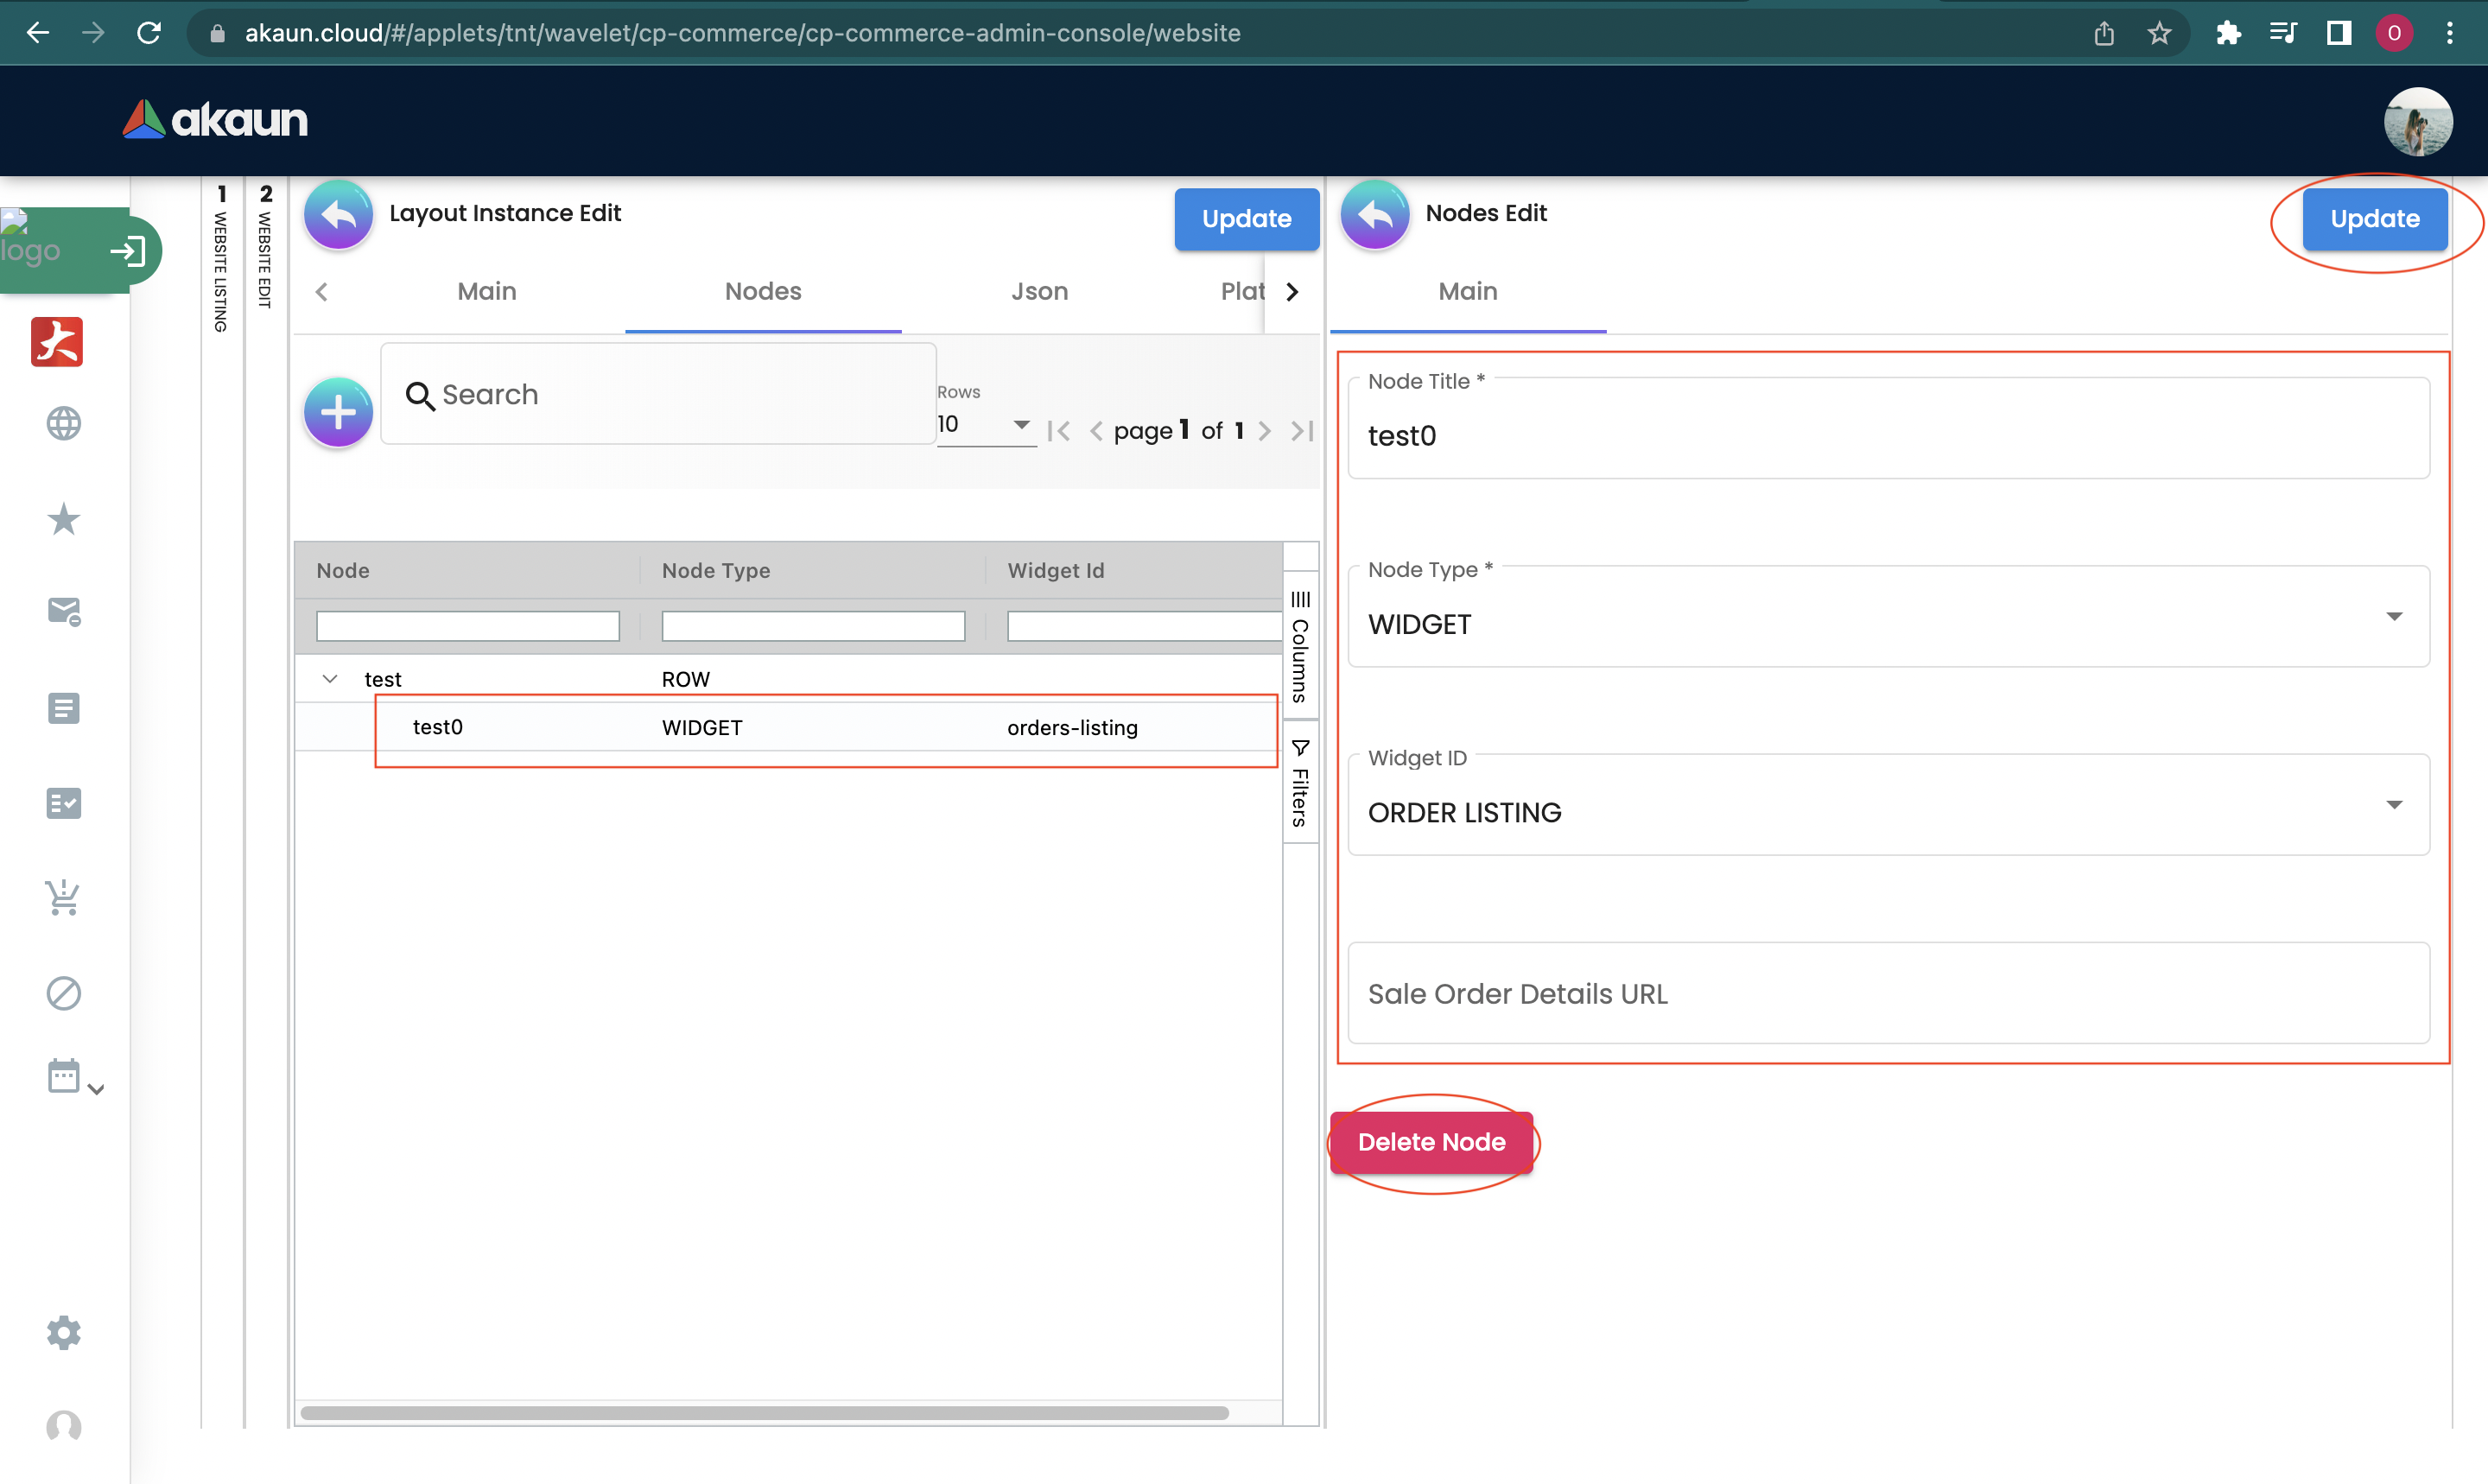 akaun.cloud/#/applets/tnt/wavelet/cp-commerce/cp-commerce-admin-console/website
O
akaun
logo
1 WEBSITE LISTING
2 WEBSITE EDIT
Layout Instance Edit
Update
Main
Nodes
Json
Plat
Search
Rows
10
page 1 of 1
Node
Node Type
Widget Id
test
ROW
test0
WIDGET
orders-listing
Columns
Filters
Nodes Edit
Update
Main
Node Title *
test0
Node Type *
WIDGET
Widget ID
ORDER LISTING
Sale Order Details URL
Delete Node